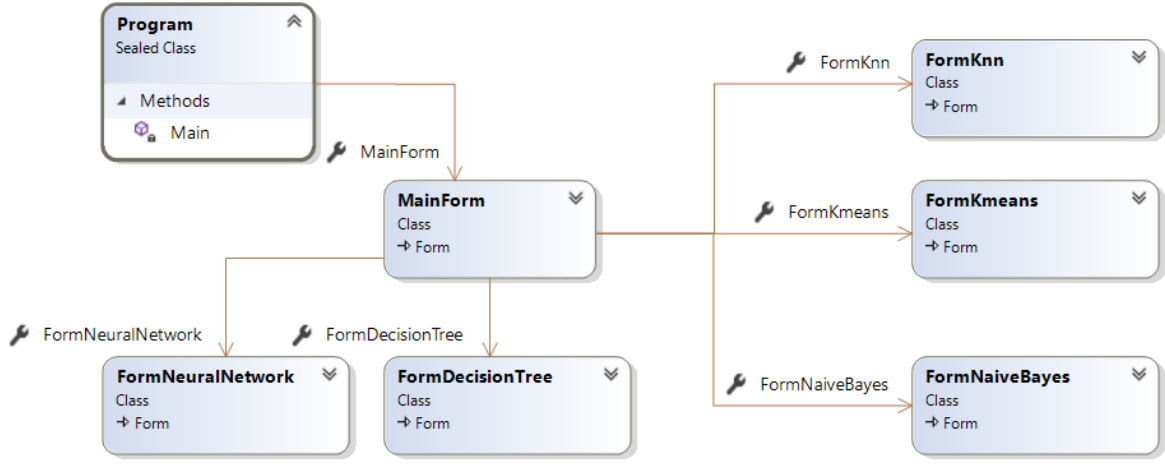 Program
Sealed Class
Methods
Main
MainForm
MainForm
Class
Form
FormKnn
FormKnn
Class
Form
FormKmeans
FormKmeans
Class
Form
FormNeuralNetwork
FormNeuralNetwork
Class
Form
FormDecisionTree
FormDecisionTree
Class
Form
FormNaiveBayes
FormNaiveBayes
Class
Form